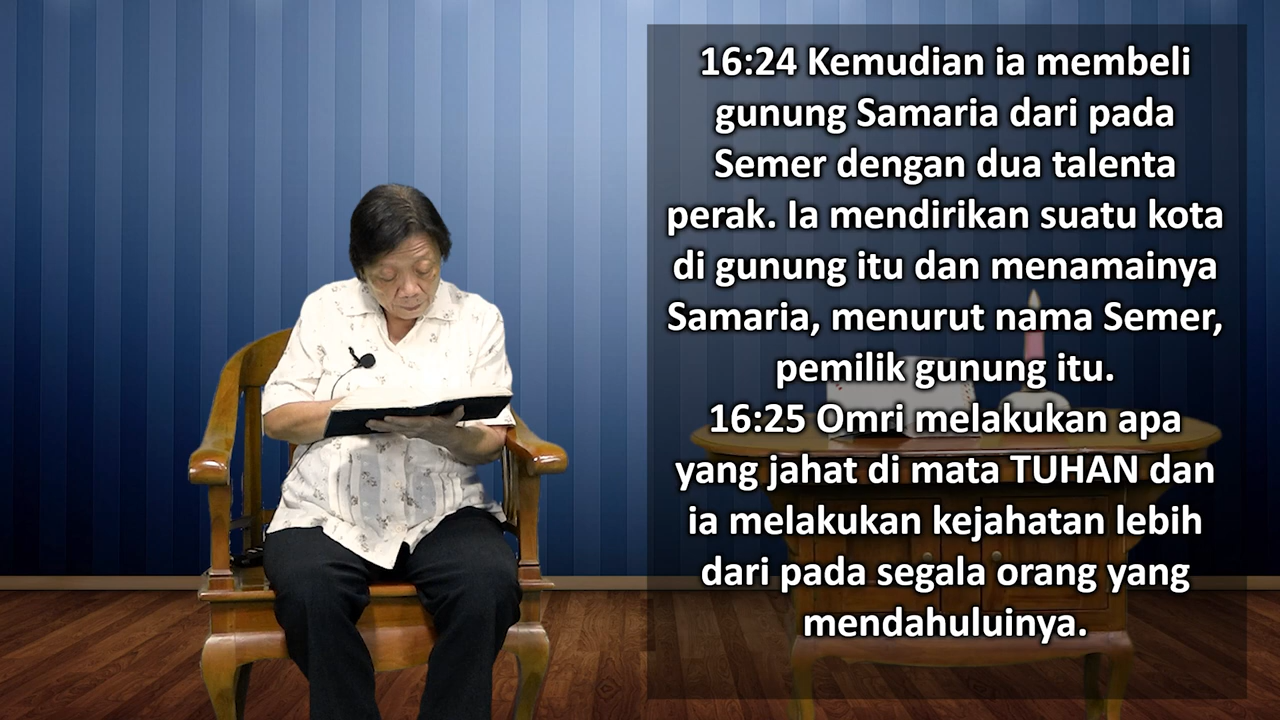 16:24 Kemudian ia membeli
gunung Samaria dari pada
Semer dengan dua talenta
perak. Ia mendirikan suatu kota
di gunung itu dan menamainya
Samaria, menurut nama Semer,
pemilik gunung itu.
16:25 Omri melakukan apa
yang jahat di mata TUHAN dan
ia melakukan kejahatan lebih
dari pada segala orang yang
mendahuluinya.